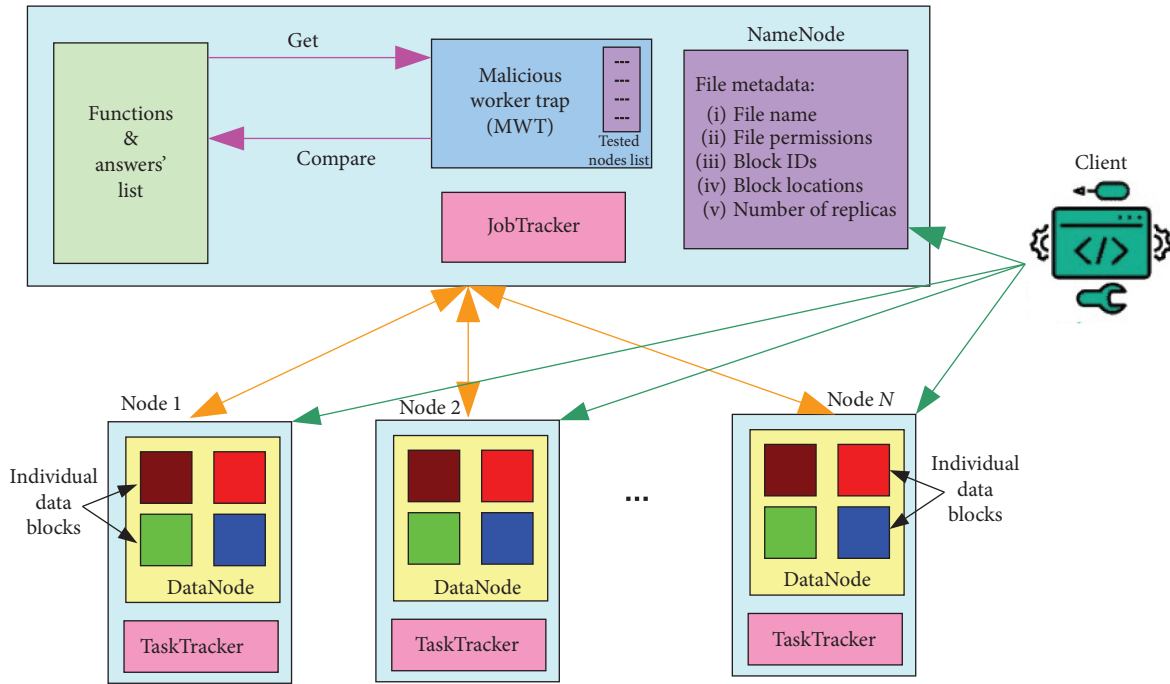 Get
Compare
Functions
&
answers'
list
Malicious
worker trap
(MWT)
---
---
---
---
Tested
nodes list
JobTracker
NameNode
File metadata:
(i) File name
(ii) File permissions
(iii) Block IDs
(iv) Block locations
(v) Number of replicas
Client
</>
Node 1
Individual
data
blocks
DataNode
TaskTracker
Node 2
DataNode
TaskTracker
...
Node N
Individual
data
blocks
DataNode
TaskTracker